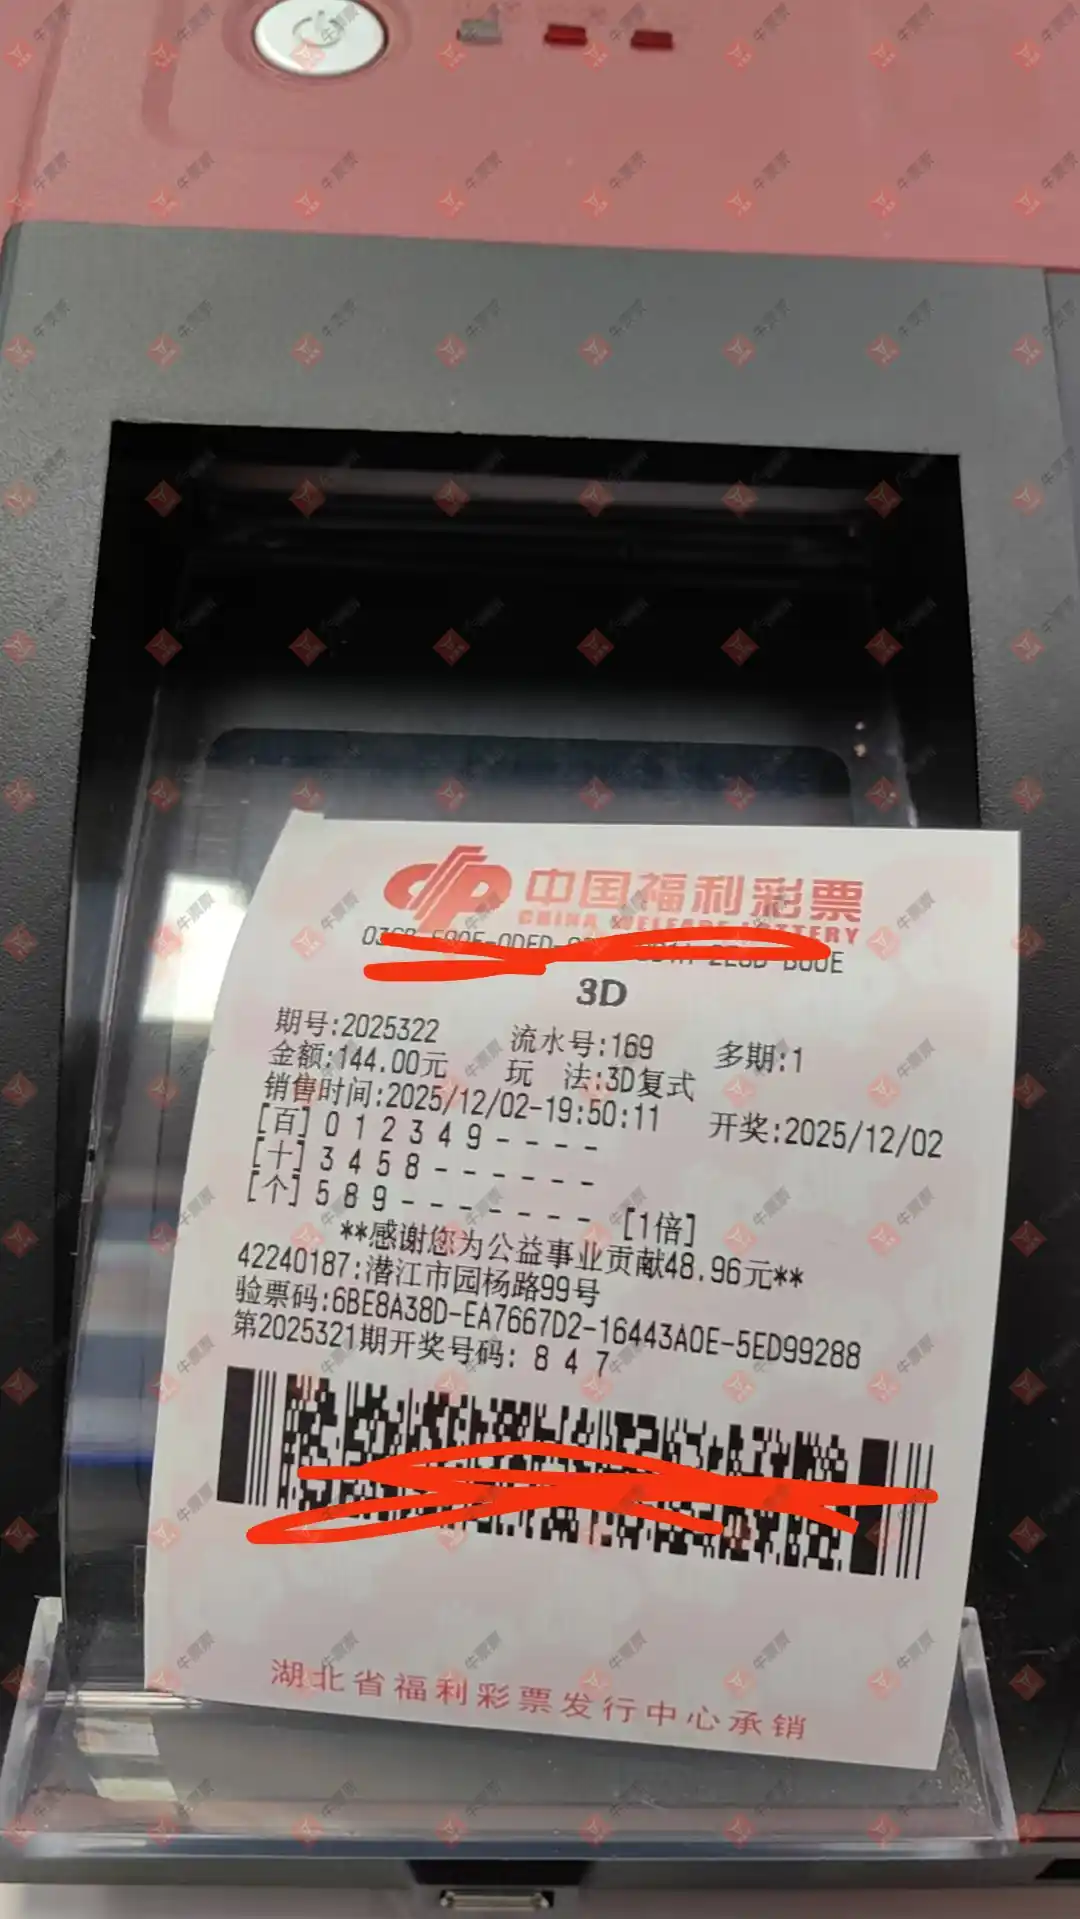 中国福利彩票
CHINA WELFARE LOTTERY
3D
期号:2025322 流水号:169 多期:1
金额:144.00元 玩 法:3D复式
销售时间:2025/12/02-19:50:11 开奖:2025/12/02
[百] 0 1 2 3 4 9 - - - -
[十] 3 4 5 8 - - - - - -
[个] 5 8 9 - - - - - - - [1倍]
**感谢您为公益事业贡献48.96元**
42240187:潜江市园杨路99号
验票码:6BE8A38D-EA7667D2-16443A0E-5ED99288
第2025321期开奖号码: 8 4 7
湖北省福利彩票发行中心承销
牛票票